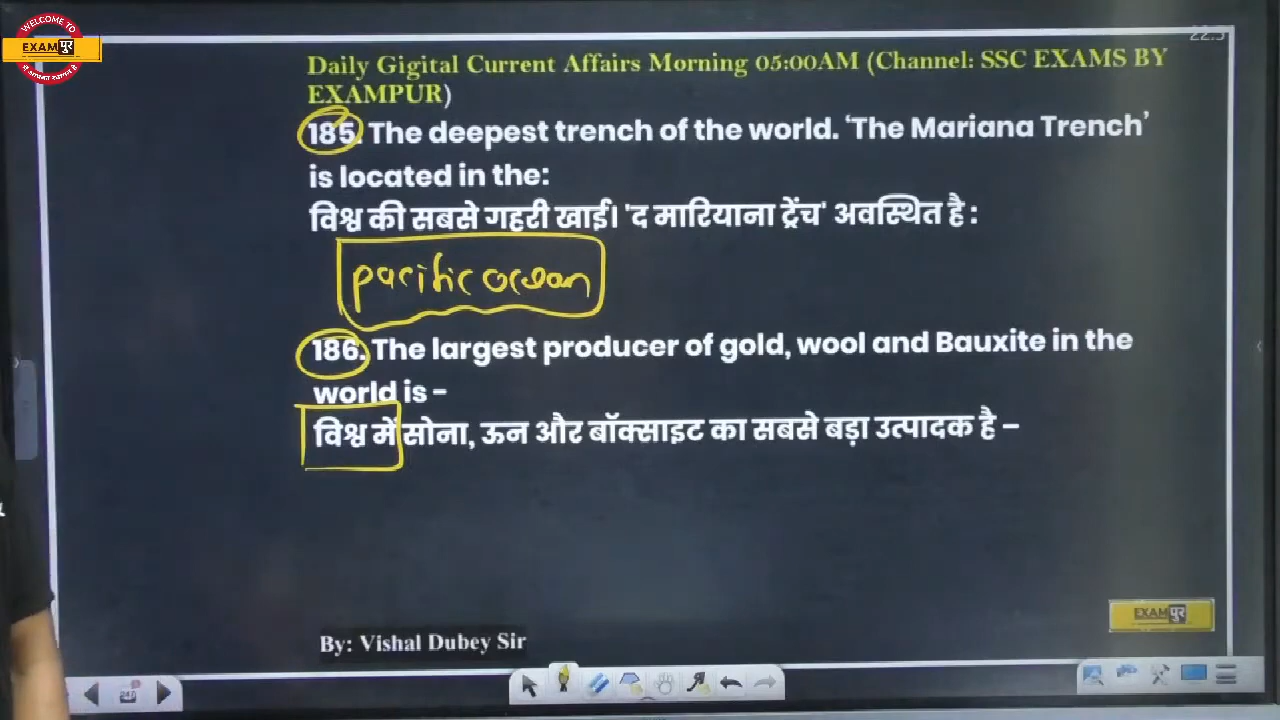 WELCOME TO
EXAMपुर
22.5
Daily Gigital Current Affairs Morning 05:00AM (Channel: SSC EXAMS BY
EXAMPUR)
185. The deepest trench of the world. ‘The Mariana Trench’
is located in the:
विश्व की सबसे गहरी खाई। 'द मारियाना ट्रेंच' अवस्थित है :
pacific ocean
186. The largest producer of gold, wool and Bauxite in the
world is -
विश्व में सोना, ऊन और बॉक्साइट का सबसे बड़ा उत्पादक है –
EXAMपुर
By: Vishal Dubey Sir